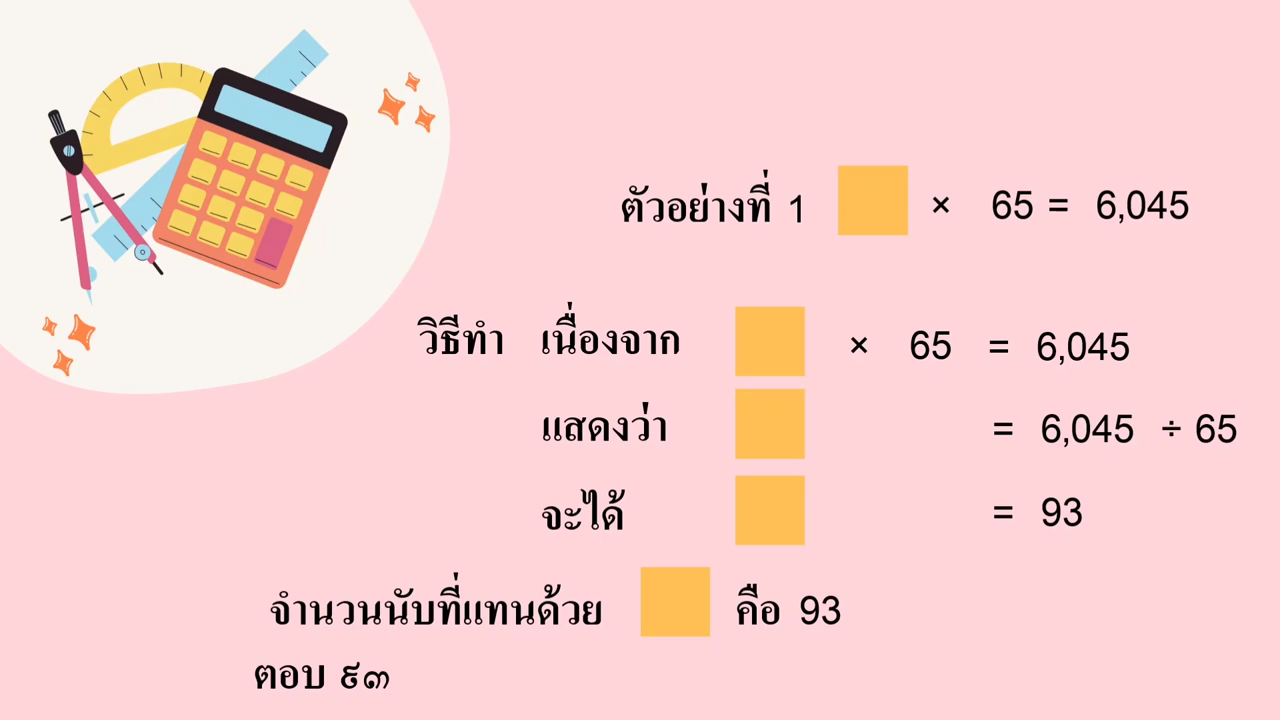 ตัวอย่างที่ 1 × 65 = 6,045
วิธีทำ เนื่องจาก × 65 = 6,045
แสดงว่า = 6,045 ÷ 65
จะได้ = 93
จำนวนนับที่แทนด้วย คือ 93
ตอบ ๙๓